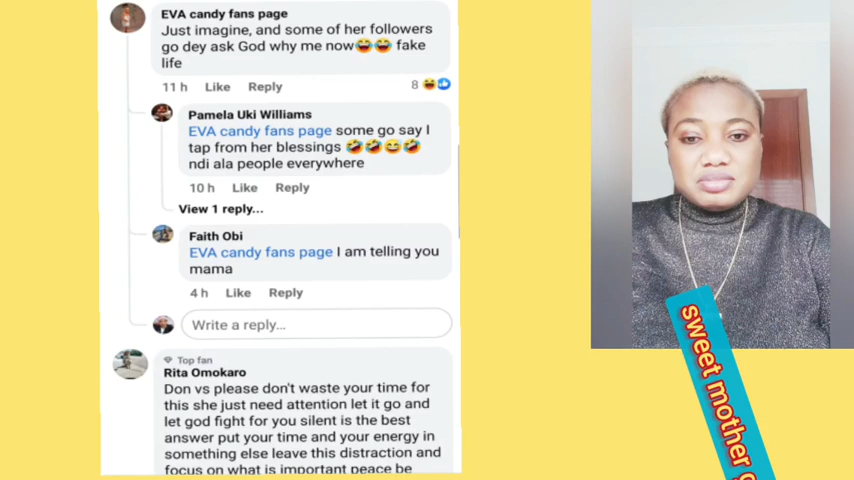 EVA candy fans page
Just imagine, and some of her followers
go dey ask God why me now😂😂 fake
life
11 h Like Reply 8
Pamela Uki Williams
EVA candy fans page some go say I
tap from her blessings 🤣🤣😂🤣
ndi ala people everywhere
10 h Like Reply
View 1 reply...
Faith Obi
EVA candy fans page I am telling you
mama
4 h Like Reply
Write a reply...
Top fan
Rita Omokaro
Don vs please don't waste your time for
this she just need attention let it go and
let god fight for you silent is the best
answer put your time and your energy in
something else leave this distraction and
focus on what is important peace be
sweet mother